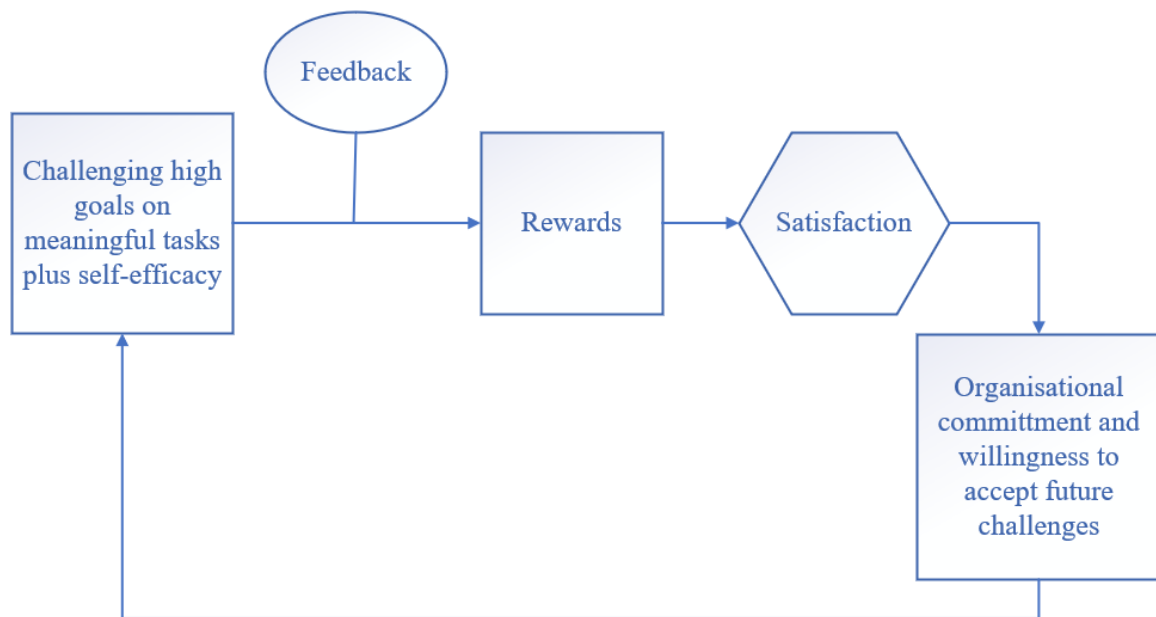 Feedback
Challenging high
goals on
meaningful tasks
plus self-efficacy
Rewards
Satisfaction
Organisational
committment and
willingness to
accept future
challenges